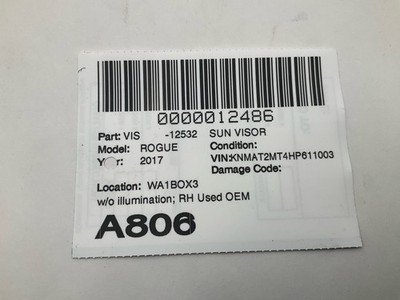 0000012486
Part: VIS -12532 SUN VISOR
Model: ROGUE Condition:
Year: 2017 VIN:KNMAT2MT4HP611003
Damage Code:
Location: WA1BOX3
w/o illumination; RH Used OEM
A806